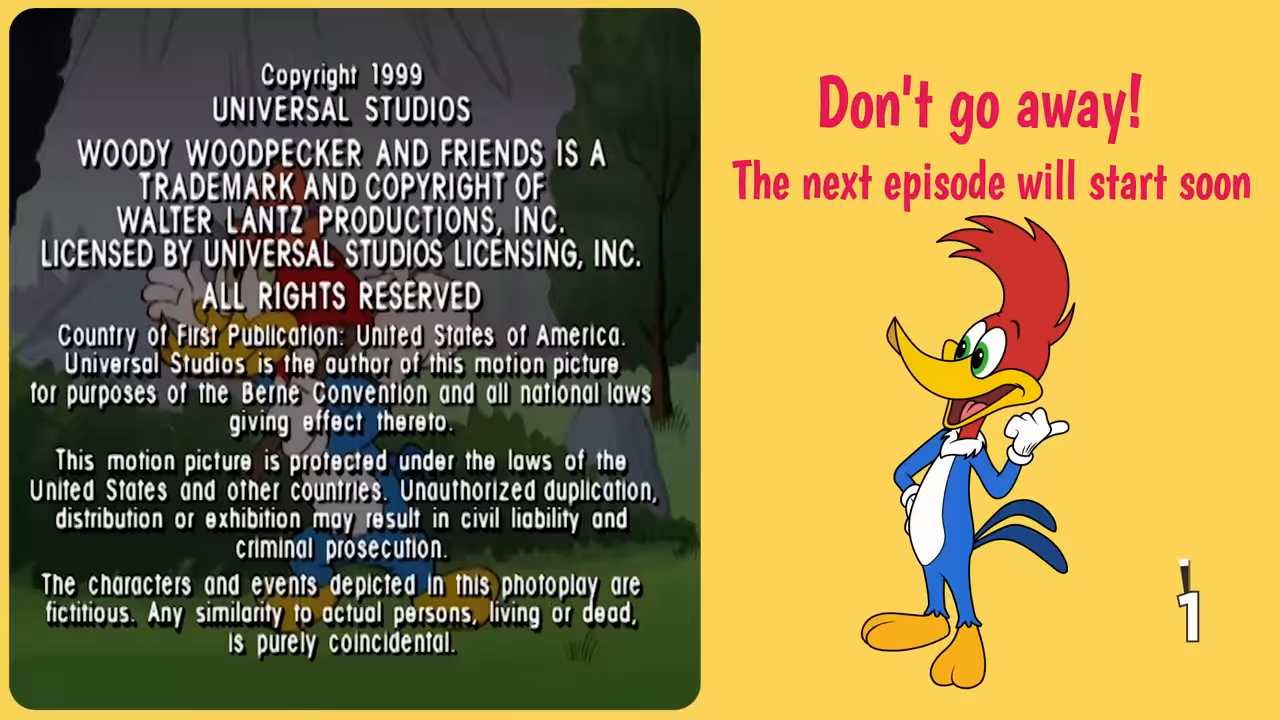 Copyright 1999
UNIVERSAL STUDIOS
WOODY WOODPECKER AND FRIENDS IS A
TRADEMARK AND COPYRIGHT OF
WALTER LANTZ PRODUCTIONS, INC.
LICENSED BY UNIVERSAL STUDIOS LICENSING, INC.
ALL RIGHTS RESERVED
Country of First Publication: United States of America.
Universal Studios is the author of this motion picture
for purposes of the Berne Convention and all national laws
giving effect thereto.
This motion picture is protected under the laws of the
United States and other countries. Unauthorized duplication,
distribution or exhibition may result in civil liability and
criminal prosecution.
The characters and events depicted in this photoplay are
fictitious. Any similarity to actual persons, living or dead,
is purely coincidental.
Don't go away!
The next episode will start soon
1